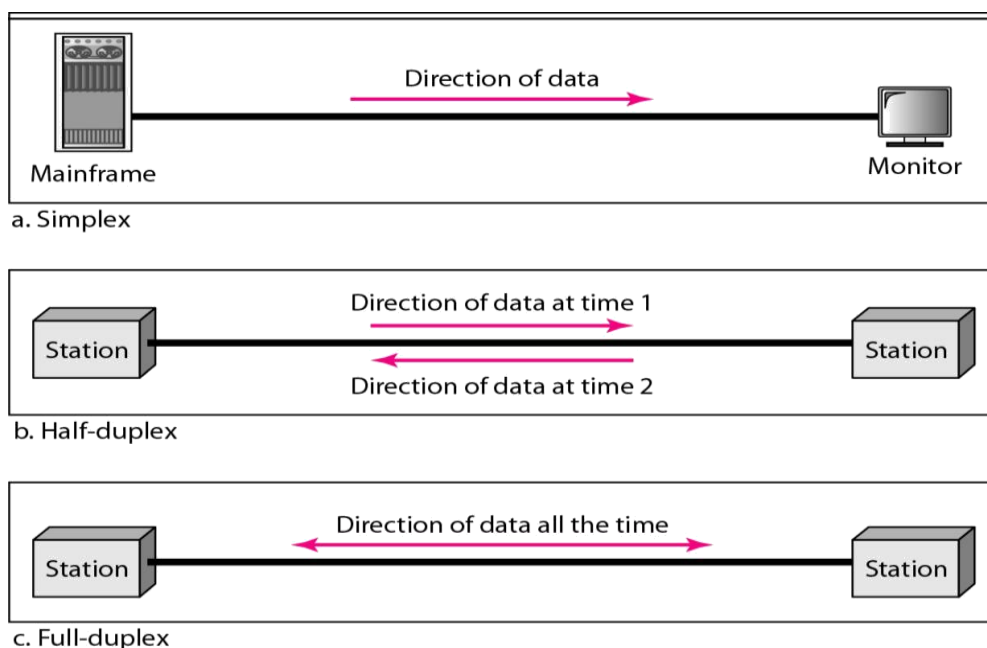 Direction of data
Mainframe
Monitor
a. Simplex
Direction of data at time 1
Station
Station
Direction of data at time 2
b. Half-duplex
Direction of data all the time
Station
Station
c. Full-duplex